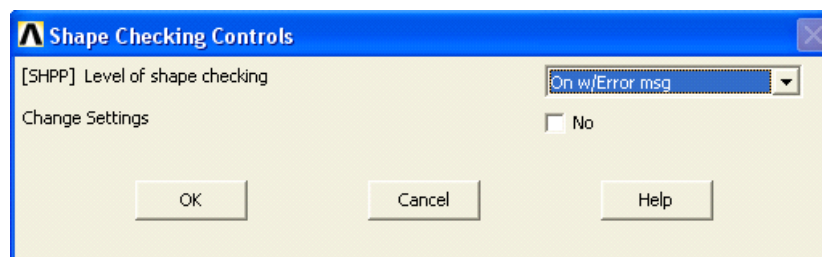 Shape Checking Controls
[SHPP] Level of shape checking
On w/Error msg
Change Settings
No
OK
Cancel
Help